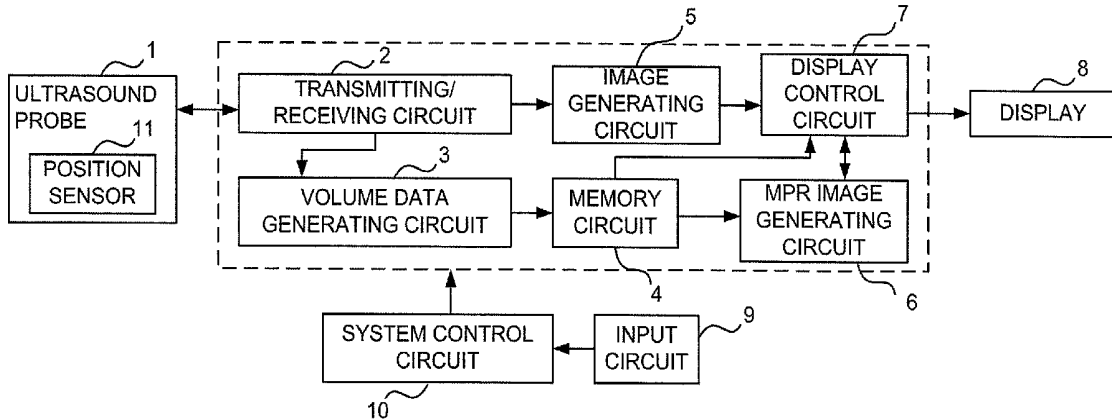 1
ULTRASOUND
PROBE
11
POSITION
SENSOR
2
TRANSMITTING/
RECEIVING CIRCUIT
3
VOLUME DATA
GENERATING CIRCUIT
5
IMAGE
GENERATING
CIRCUIT
MEMORY
CIRCUIT
4
7
DISPLAY
CONTROL
CIRCUIT
MPR IMAGE
GENERATING
CIRCUIT
6
8
DISPLAY
SYSTEM CONTROL
CIRCUIT
10
INPUT
CIRCUIT
9